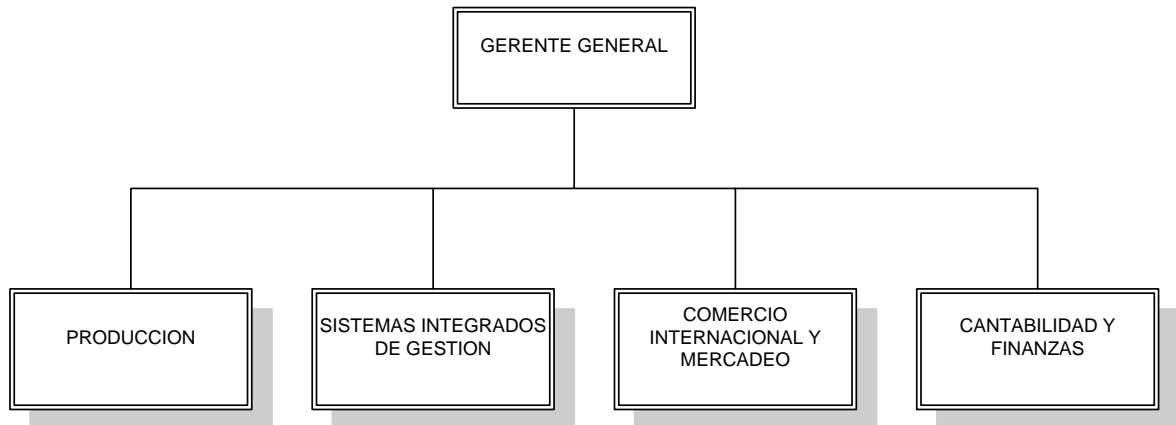 GERENTE GENERAL
PRODUCCION
SISTEMAS INTEGRADOS
DE GESTION
COMERCIO
INTERNACIONAL Y
MERCADEO
CANTABILIDAD Y
FINANZAS